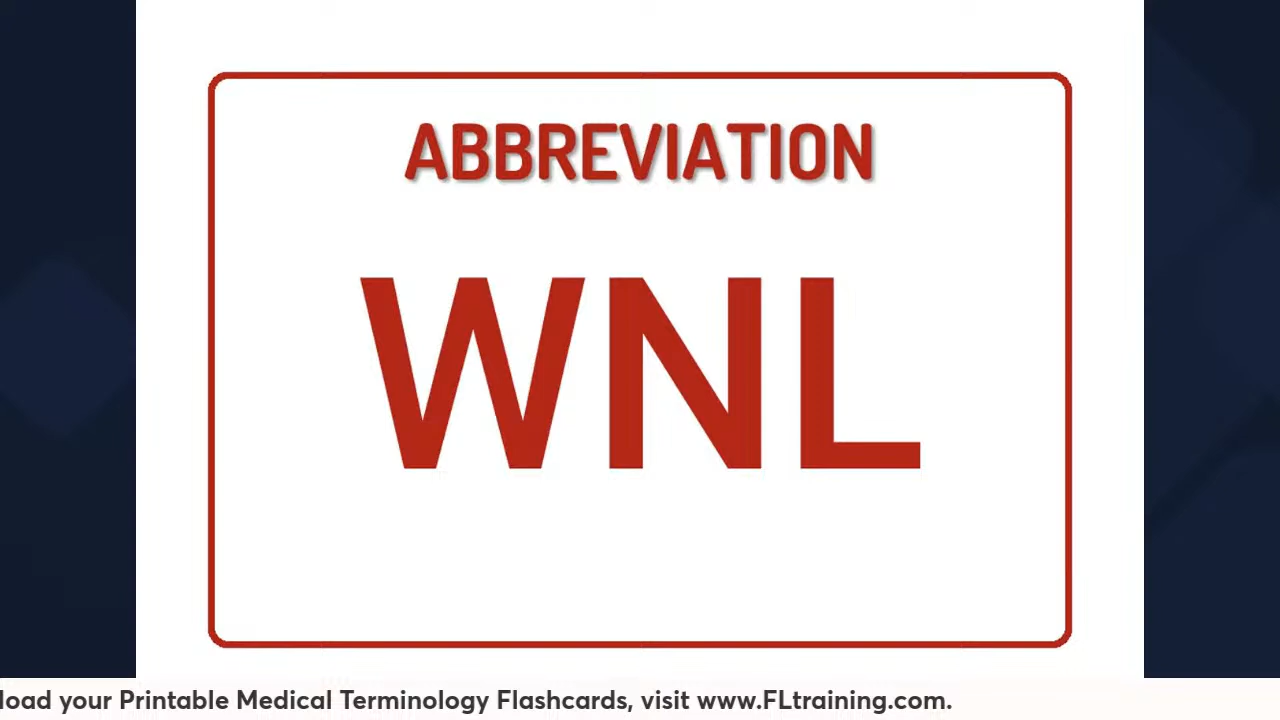 ABBREVIATION
WNL
load your Printable Medical Terminology Flashcards, visit www.FLtraining.com.